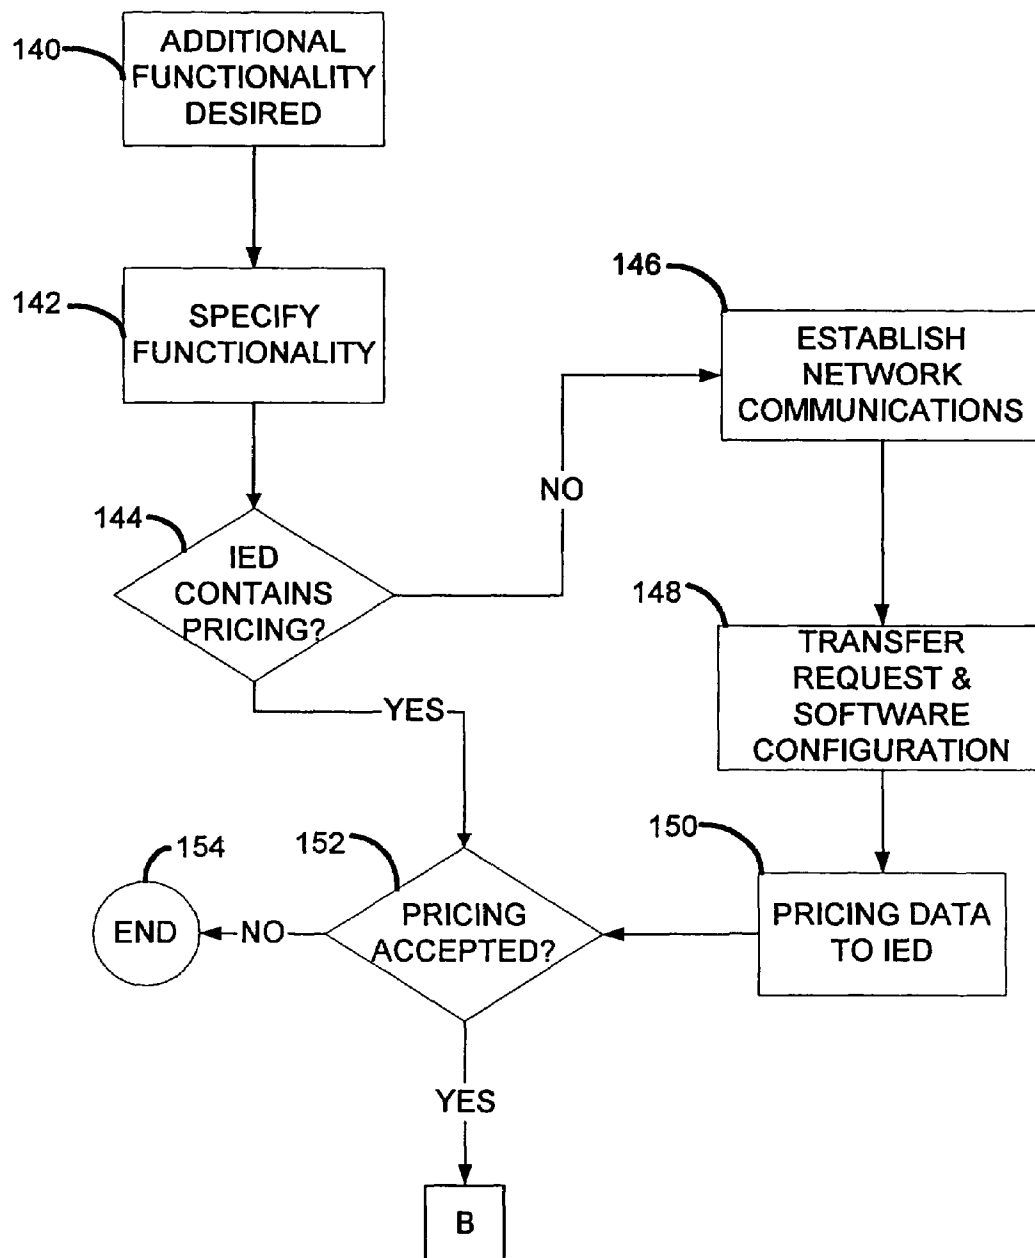 140
ADDITIONAL
FUNCTIONALITY
DESIRED
142
SPECIFY
FUNCTIONALITY
146
ESTABLISH
NETWORK
COMMUNICATIONS
144
IED
CONTAINS
PRICING?
NO
148
TRANSFER
REQUEST &
SOFTWARE
CONFIGURATION
YES
150
PRICING DATA
TO IED
152
PRICING
ACCEPTED?
154
END
NO
YES
B